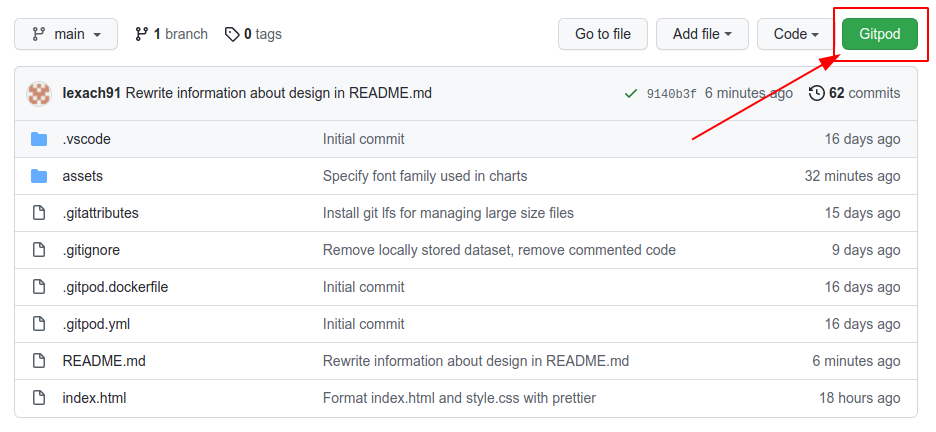 main 1 branch 0 tags Go to file Add file Code Gitpod
lexach91 Rewrite information about design in README.md 9140b3f 6 minutes ago 62 commits
.vscode Initial commit 16 days ago
assets Specify font family used in charts 32 minutes ago
.gitattributes Install git lfs for managing large size files 15 days ago
.gitignore Remove locally stored dataset, remove commented code 9 days ago
.gitpod.dockerfile Initial commit 16 days ago
.gitpod.yml Initial commit 16 days ago
README.md Rewrite information about design in README.md 6 minutes ago
index.html Format index.html and style.css with prettier 18 hours ago